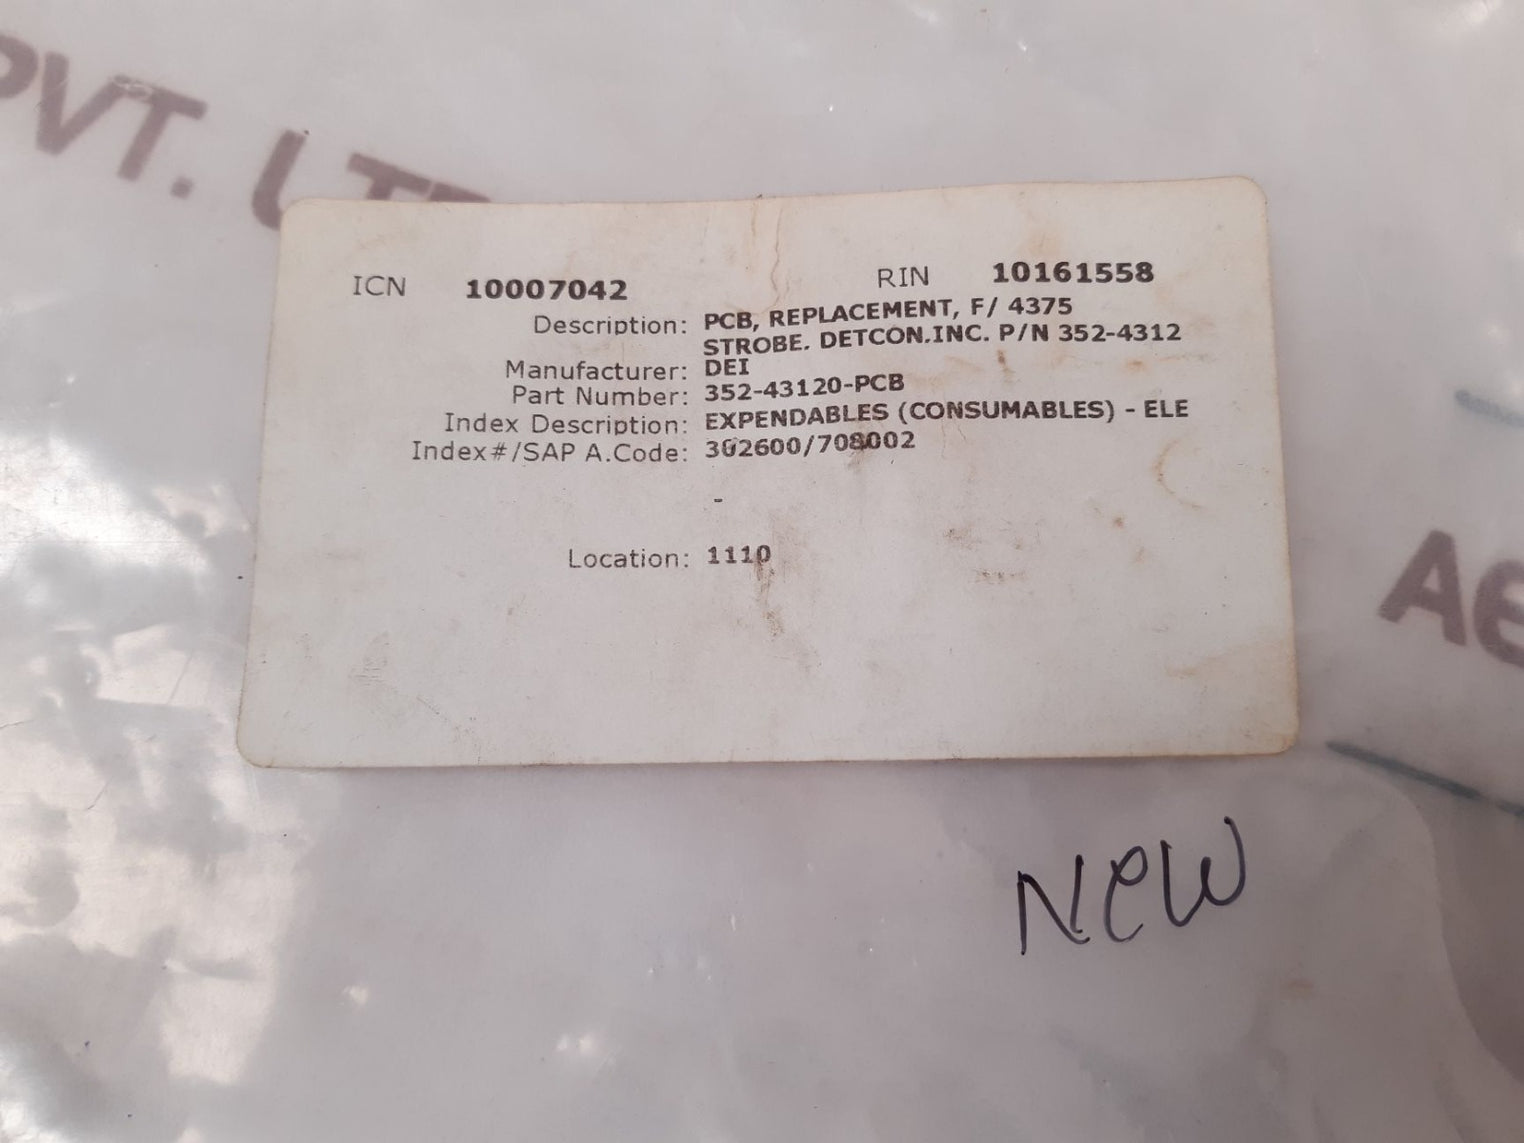 PVT. LT
ICN 10007042 RIN 10161558
Description: PCB, REPLACEMENT, F/ 4375
STROBE. DETCON.INC. P/N 352-4312
Manufacturer: DEI
Part Number: 352-43120-PCB
Index Description: EXPENDABLES (CONSUMABLES) - ELE
Index#/SAP A.Code: 302600/708002
-
Location: 1110
New